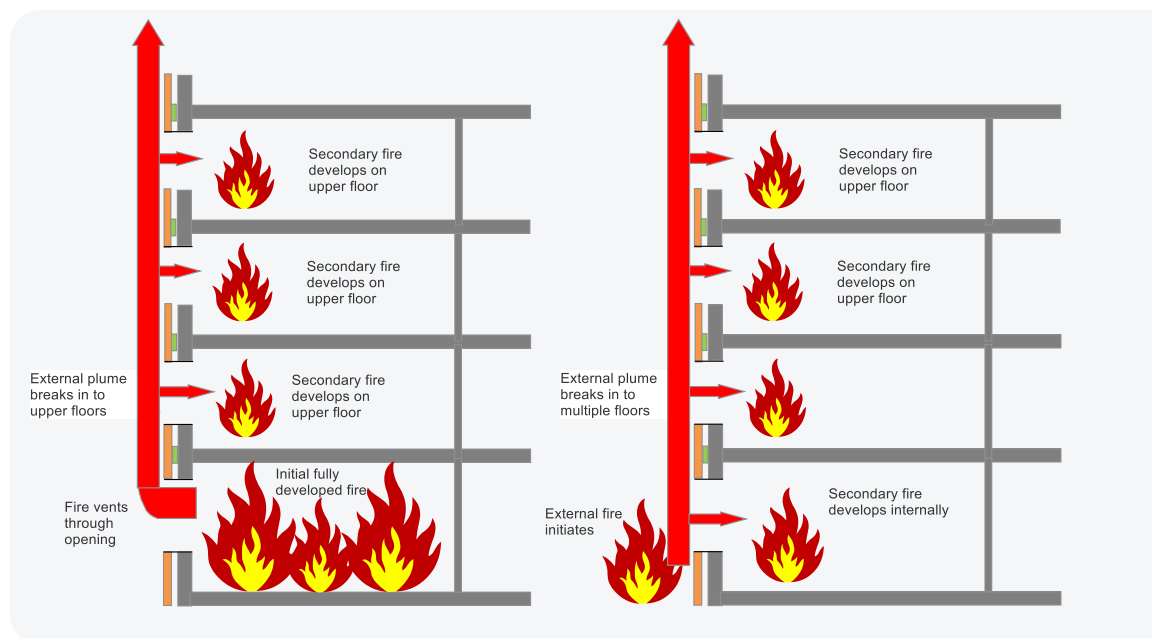 Secondary fire
develops on
upper floor
Secondary fire
develops on
upper floor
External plume
breaks in to
upper floors
Secondary fire
develops on
upper floor
Initial fully
developed fire
Fire vents
through
opening
Secondary fire
develops on
upper floor
Secondary fire
develops on
upper floor
External plume
breaks in to
multiple floors
External fire
initiates
Secondary fire
develops internally